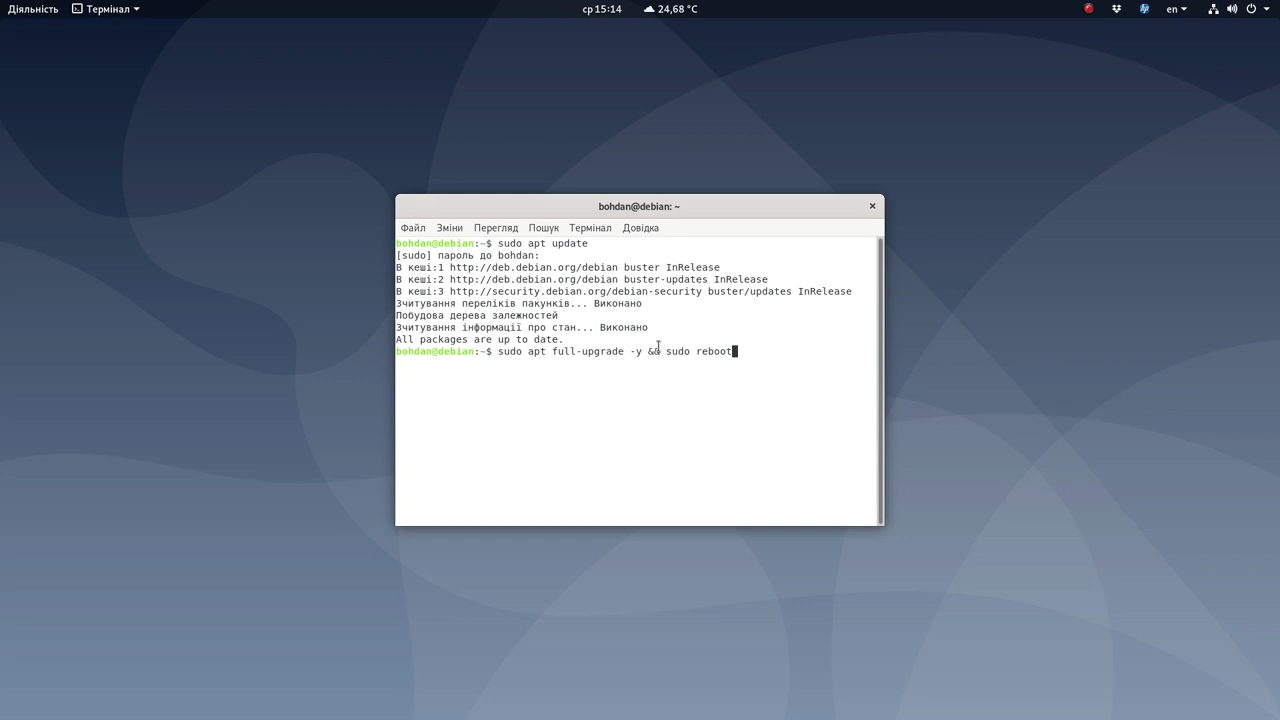 Діяльність Термінал ср 15:14 24,68 °C en
bohdan@debian: ~ ×
Файл Зміни Перегляд Пошук Термінал Довідка
bohdan@debian:~$ sudo apt update
[sudo] пароль до bohdan:
В кеші:1 http://deb.debian.org/debian buster InRelease
В кеші:2 http://deb.debian.org/debian buster-updates InRelease
В кеші:3 http://security.debian.org/debian-security buster/updates InRelease
Зчитування переліків пакунків... Виконано
Побудова дерева залежностей
Зчитування інформації про стан... Виконано
All packages are up to date.
bohdan@debian:~$ sudo apt full-upgrade -y && sudo reboot